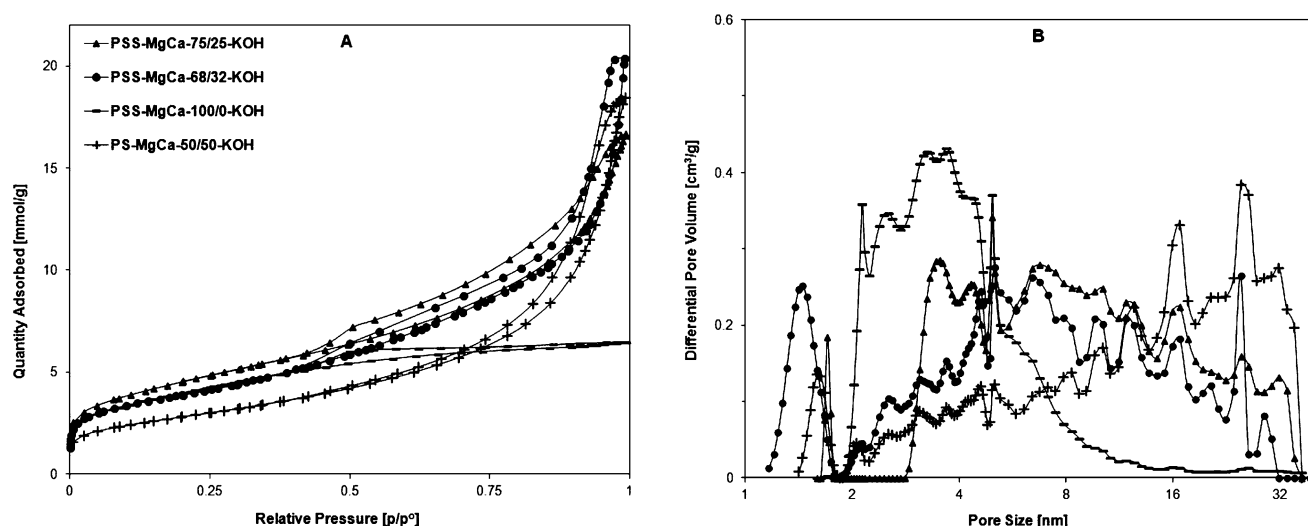 A
PSS-MgCa-75/25-KOH
PSS-MgCa-68/32-KOH
PSS-MgCa-100/0-KOH
PS-MgCa-50/50-KOH
Quantity Adsorbed [mmol/g]
20
15
10
5
0
0
0.25
0.5
0.75
1
Relative Pressure [p/p°]
B
Differential Pore Volume [cm³/g]
0.6
0.4
0.2
0
1
2
4
8
16
32
Pore Size [nm]